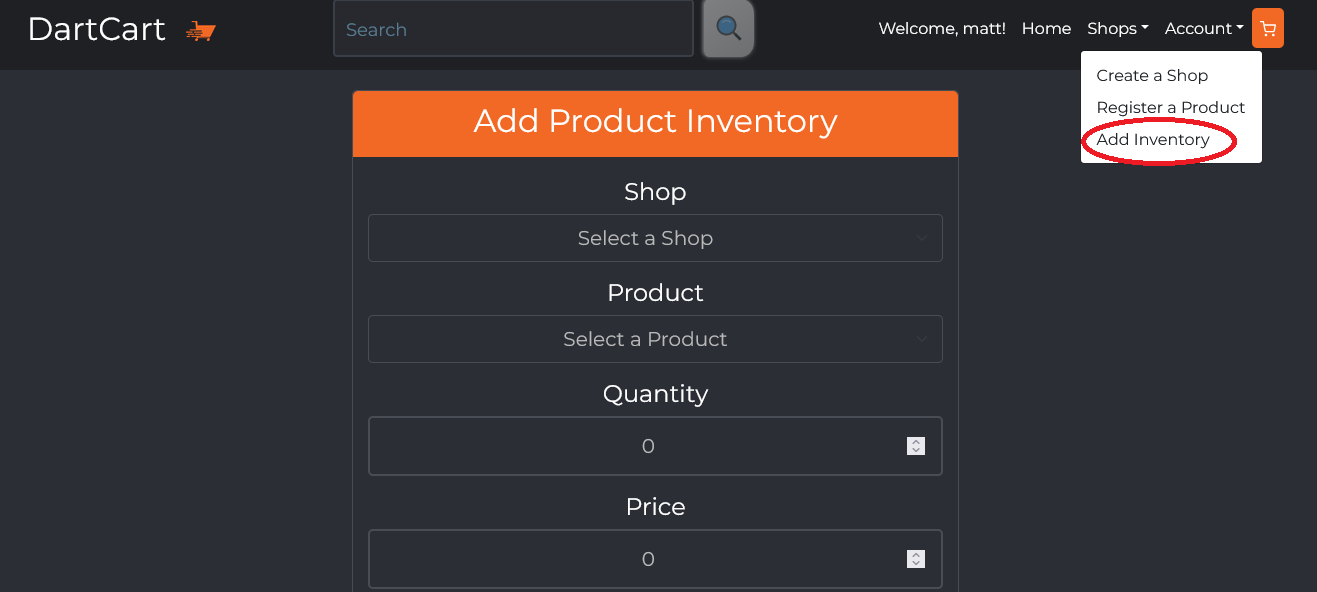 DartCart
Search
Welcome, matt! Home Shops Account
Create a Shop
Register a Product
Add Inventory
Add Product Inventory
Shop
Select a Shop
Product
Select a Product
Quantity
0
Price
0